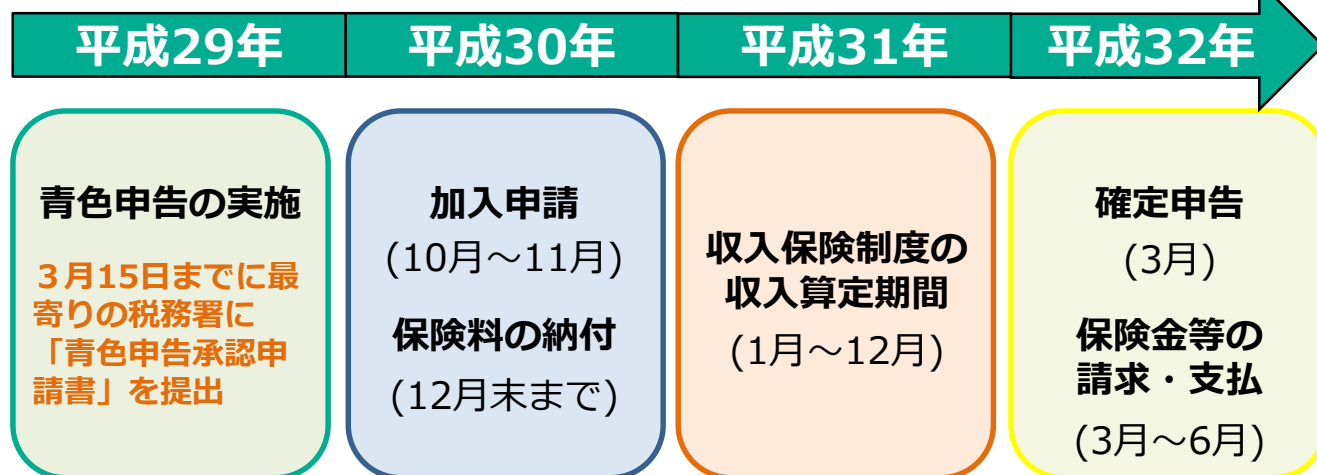 平成29年
平成30年
平成31年
平成32年
青色申告の実施
３月15日までに最
寄りの税務署に
「青色申告承認申
請書」を提出
加入申請
(10月～11月)
保険料の納付
(12月末まで)
収入保険制度の
収入算定期間
(1月～12月)
確定申告
(3月)
保険金等の
請求・支払
(3月～6月)